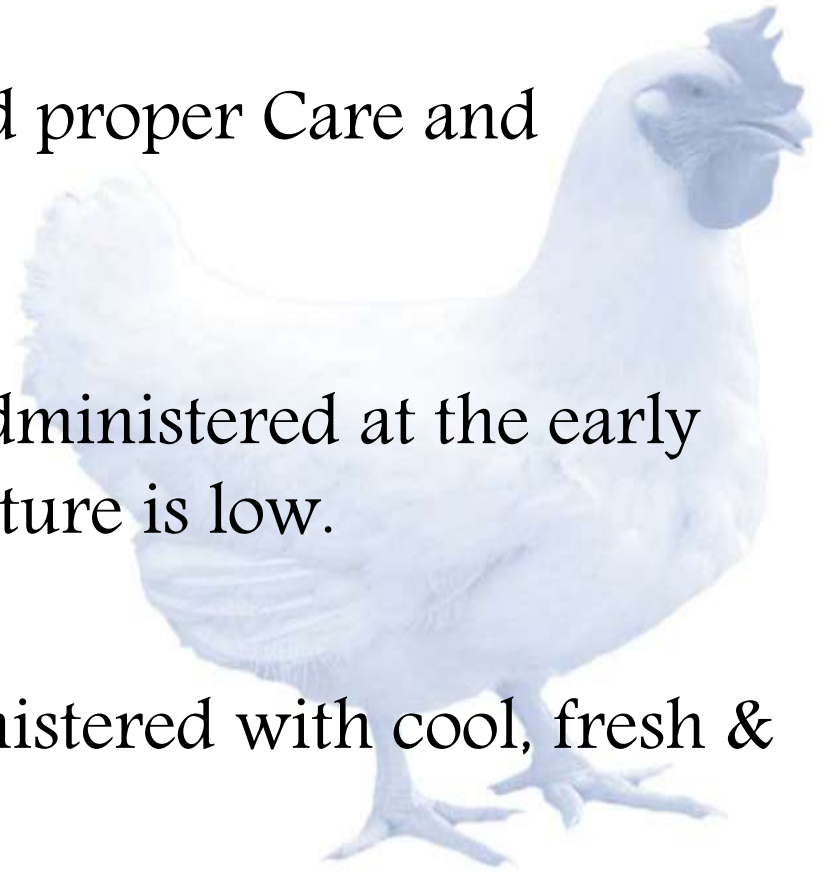 d proper Care and
dministered at the early
ture is low.
nistered with cool, fresh &